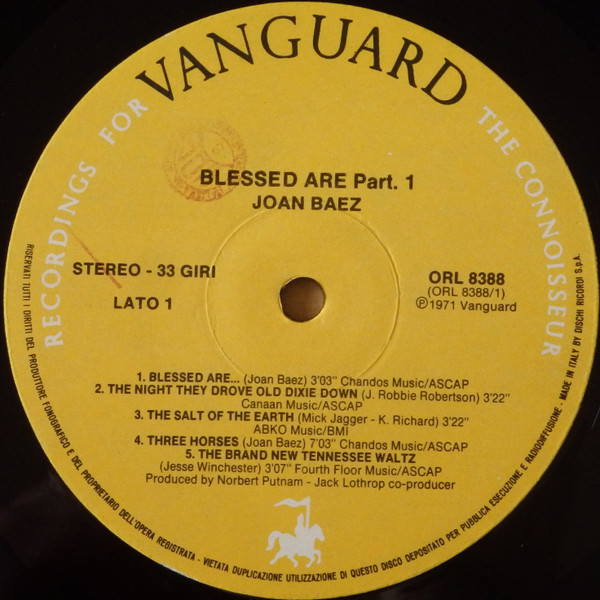 RECORDINGS FOR VANGUARD THE CONNOISSEUR
BLESSED ARE Part. 1
JOAN BAEZ
STEREO - 33 GIRI
LATO 1
ORL 8388
(ORL 8388/1)
℗1971 Vanguard
1. BLESSED ARE... (Joan Baez) 3'03" Chandos Music/ASCAP
2. THE NIGHT THEY DROVE OLD DIXIE DOWN (J. Robbie Robertson) 3'22"
Canaan Music/ASCAP
3. THE SALT OF THE EARTH (Mick Jagger - K. Richard) 3'22"
ABKO Music/BMI
4. THREE HORSES (Joan Baez) 7'03" Chandos Music/ASCAP
5. THE BRAND NEW TENNESSEE WALTZ
(Jesse Winchester) 3'07" Fourth Floor Music/ASCAP
Produced by Norbert Putnam - Jack Lothrop co-producer
RISERVATI TUTTI I DIRITTI DEL PRODUTTORE FONOGRAFICO E DEL PROPRIETARIO DELL'OPERA REGISTRATA - VIETATA DUPLICAZIONE UTILIZZAZIONE DI QUESTO DISCO DEPOSITATO PER PUBBLICA ESECUZIONE E RADIODIFFUSIONE - MADE IN ITALY BY DISCHI RICORDI S.p.A.